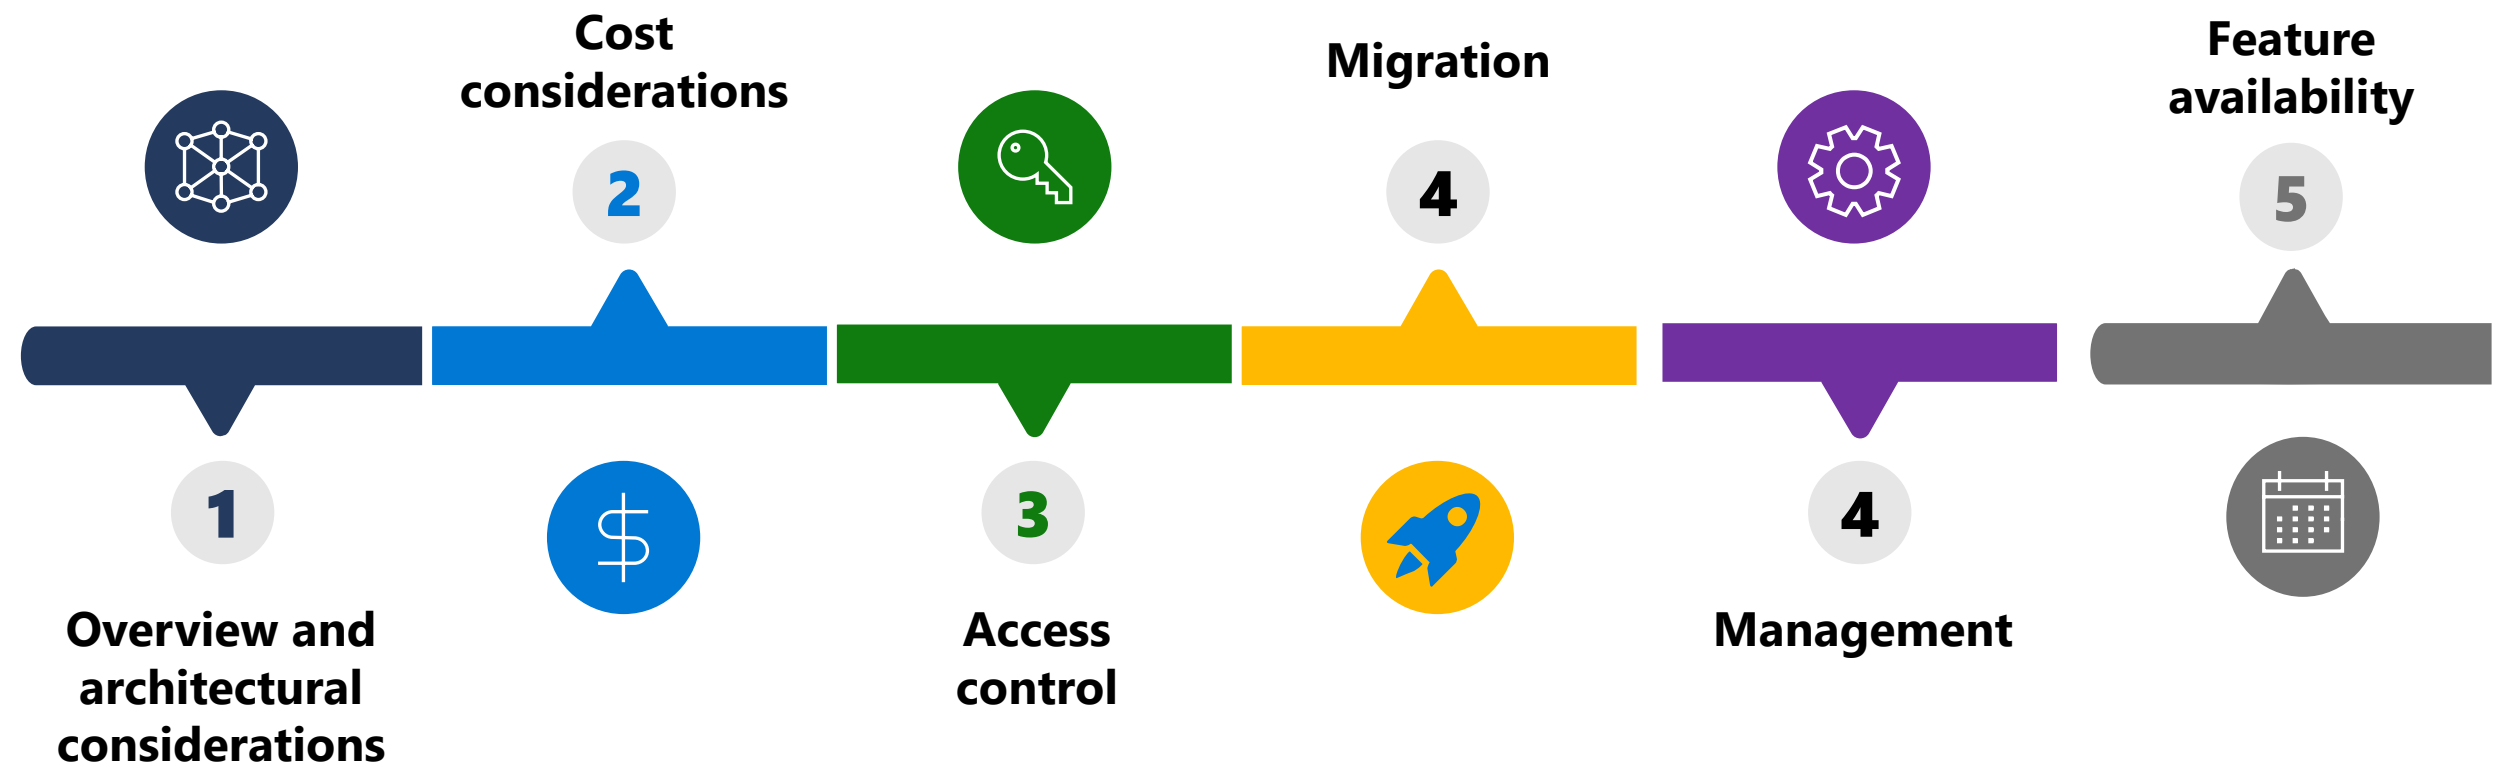 1
Overview and
architectural
considerations
Cost
considerations
2
3
Access
control
Migration
4
4
Management
Feature
availability
5